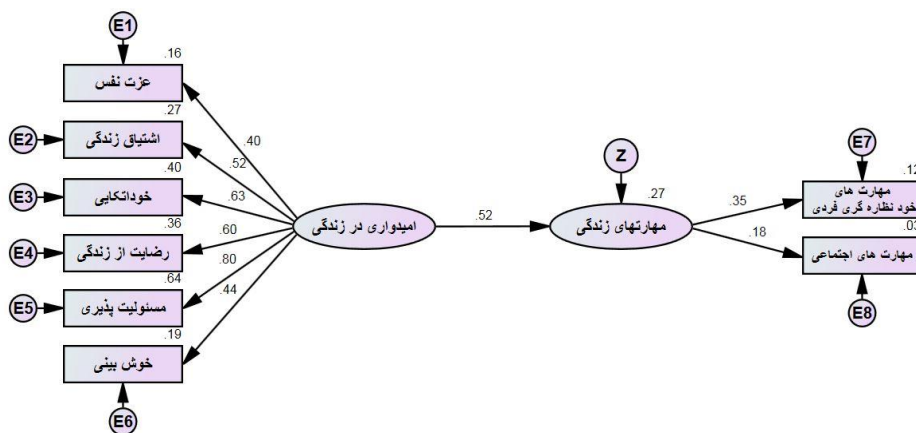 E1
.16
عزت نفس
.40
.27
E2
اشتیاق زندگی
.52
.40
E3
خوداتکایی
.63
.36
E4
رضایت از زندگی
.60
.64
E5
مسئولیت پذیری
.80
.19
خوش بینی
.44
E6
امیدواری در زندگی
.52
Z
.27
مهارتهای زندگی
.35
.18
E7
.12
مهارت های
خود نظاره گری فردی
.03
مهارت های اجتماعی
E8